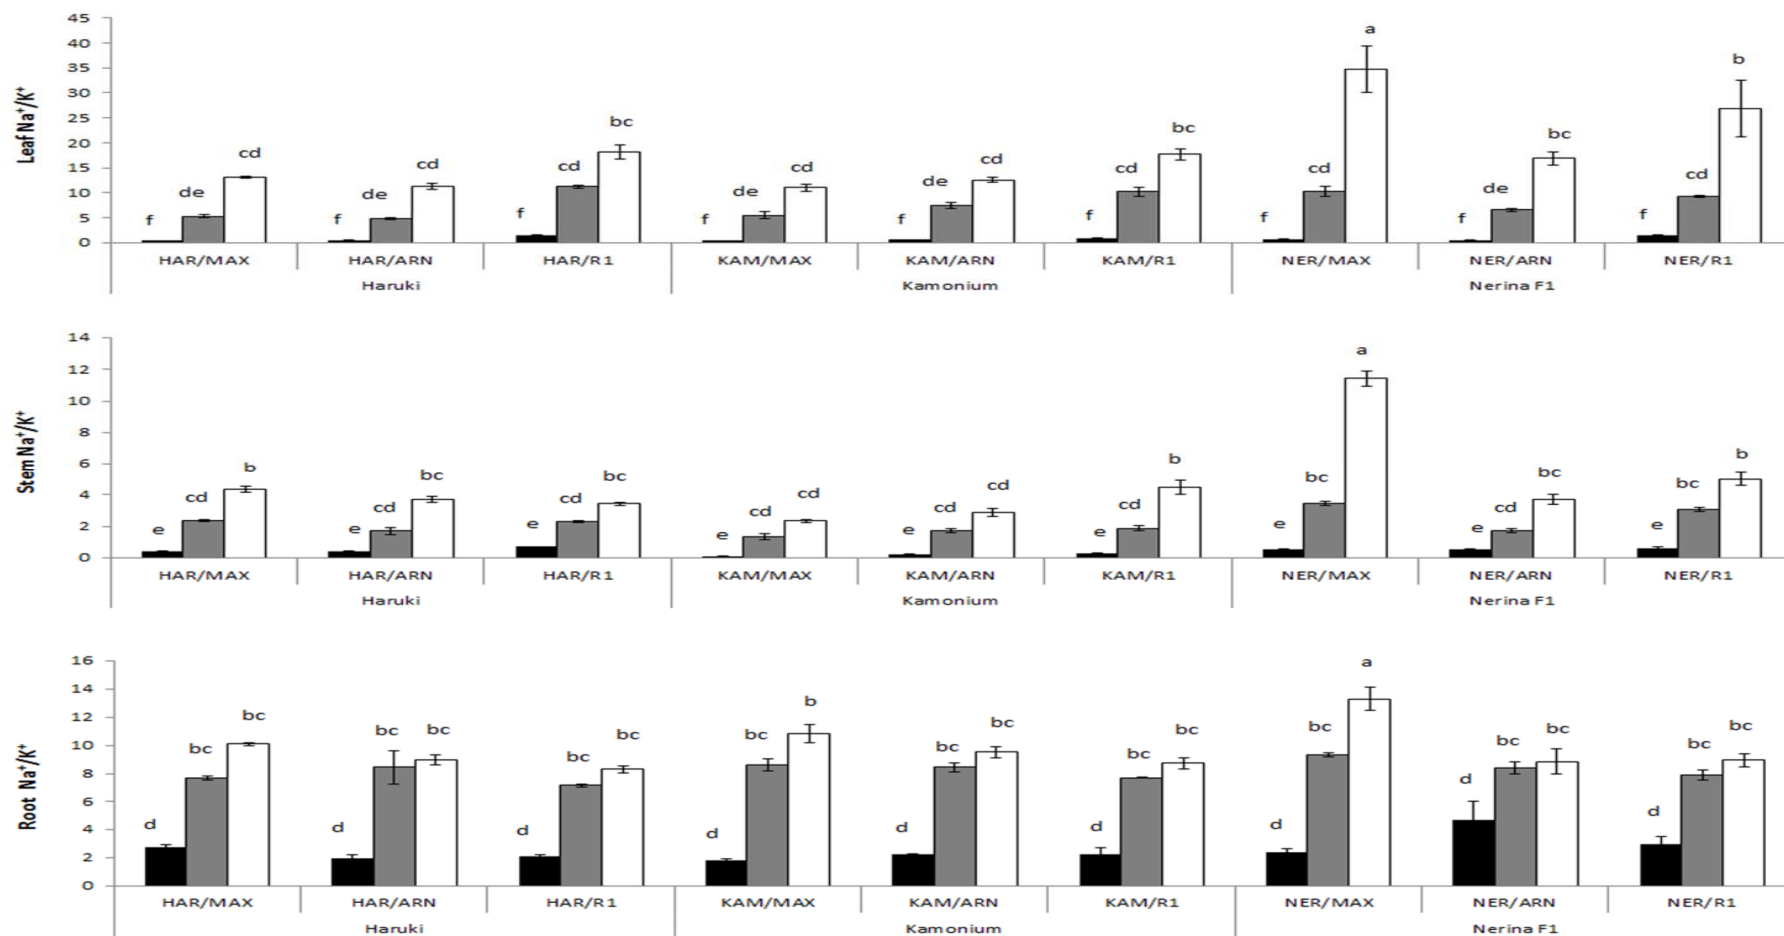 Leaf Na⁺/K⁺
45
40
35
30
25
20
15
10
5
0
f de cd
f de cd
f cd bc
f de cd
f de cd
f cd bc
f cd a
f de bc
f cd b
HAR/MAX HAR/ARN HAR/R1 KAM/MAX KAM/ARN KAM/R1 NER/MAX NER/ARN NER/R1
Haruki Kamonium Nerina F1
Stem Na⁺/K⁺
14
12
10
8
6
4
2
0
e cd b
e cd bc
e cd bc
e cd cd
e cd cd
e cd b
e bc a
e cd bc
e bc b
HAR/MAX HAR/ARN HAR/R1 KAM/MAX KAM/ARN KAM/R1 NER/MAX NER/ARN NER/R1
Haruki Kamonium Nerina F1
Root Na⁺/K⁺
16
14
12
10
8
6
4
2
0
d bc bc
d bc bc
d bc bc
d bc b
d bc bc
d bc bc
d bc a
d bc bc
d bc bc
HAR/MAX HAR/ARN HAR/R1 KAM/MAX KAM/ARN KAM/R1 NER/MAX NER/ARN NER/R1
Haruki Kamonium Nerina F1